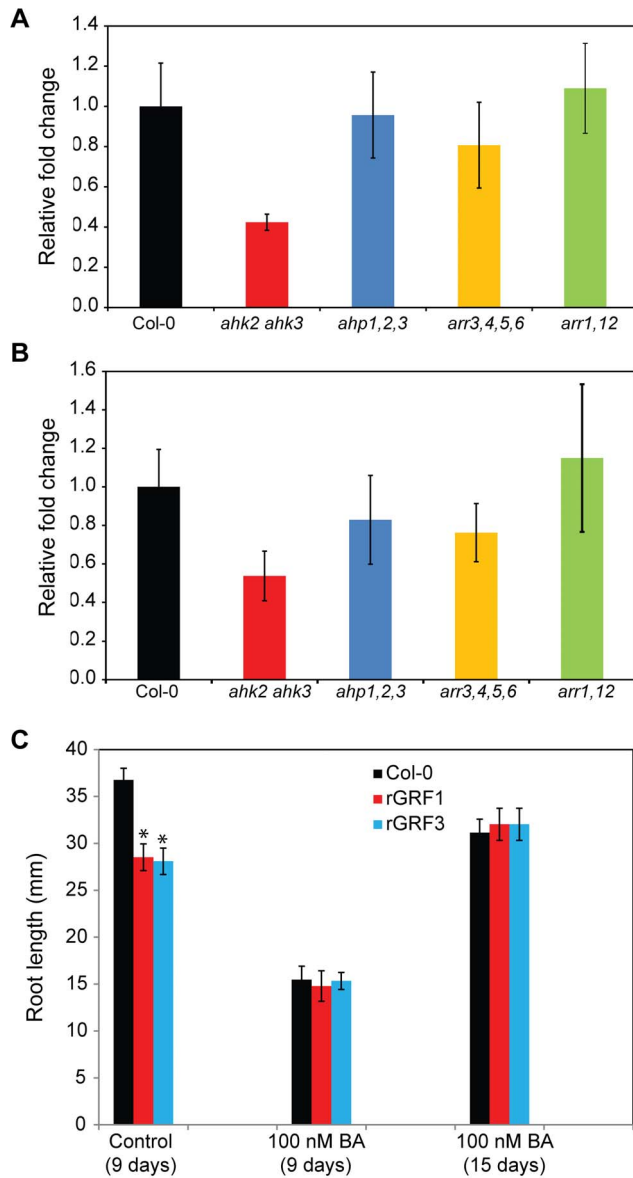 A
Relative fold change
1.4
1.2
1.0
0.8
0.6
0.4
0.2
0.0
Col-0 ahk2 ahk3 ahp1,2,3 arr3,4,5,6 arr1,12
B
Relative fold change
1.6
1.4
1.2
1.0
0.8
0.6
0.4
0.2
0.0
Col-0 ahk2 ahk3 ahp1,2,3 arr3,4,5,6 arr1,12
C
Root length (mm)
40
35
30
25
20
15
10
5
0
Col-0
rGRF1
rGRF3
* *
Control 100 nM BA 100 nM BA
(9 days) (9 days) (15 days)